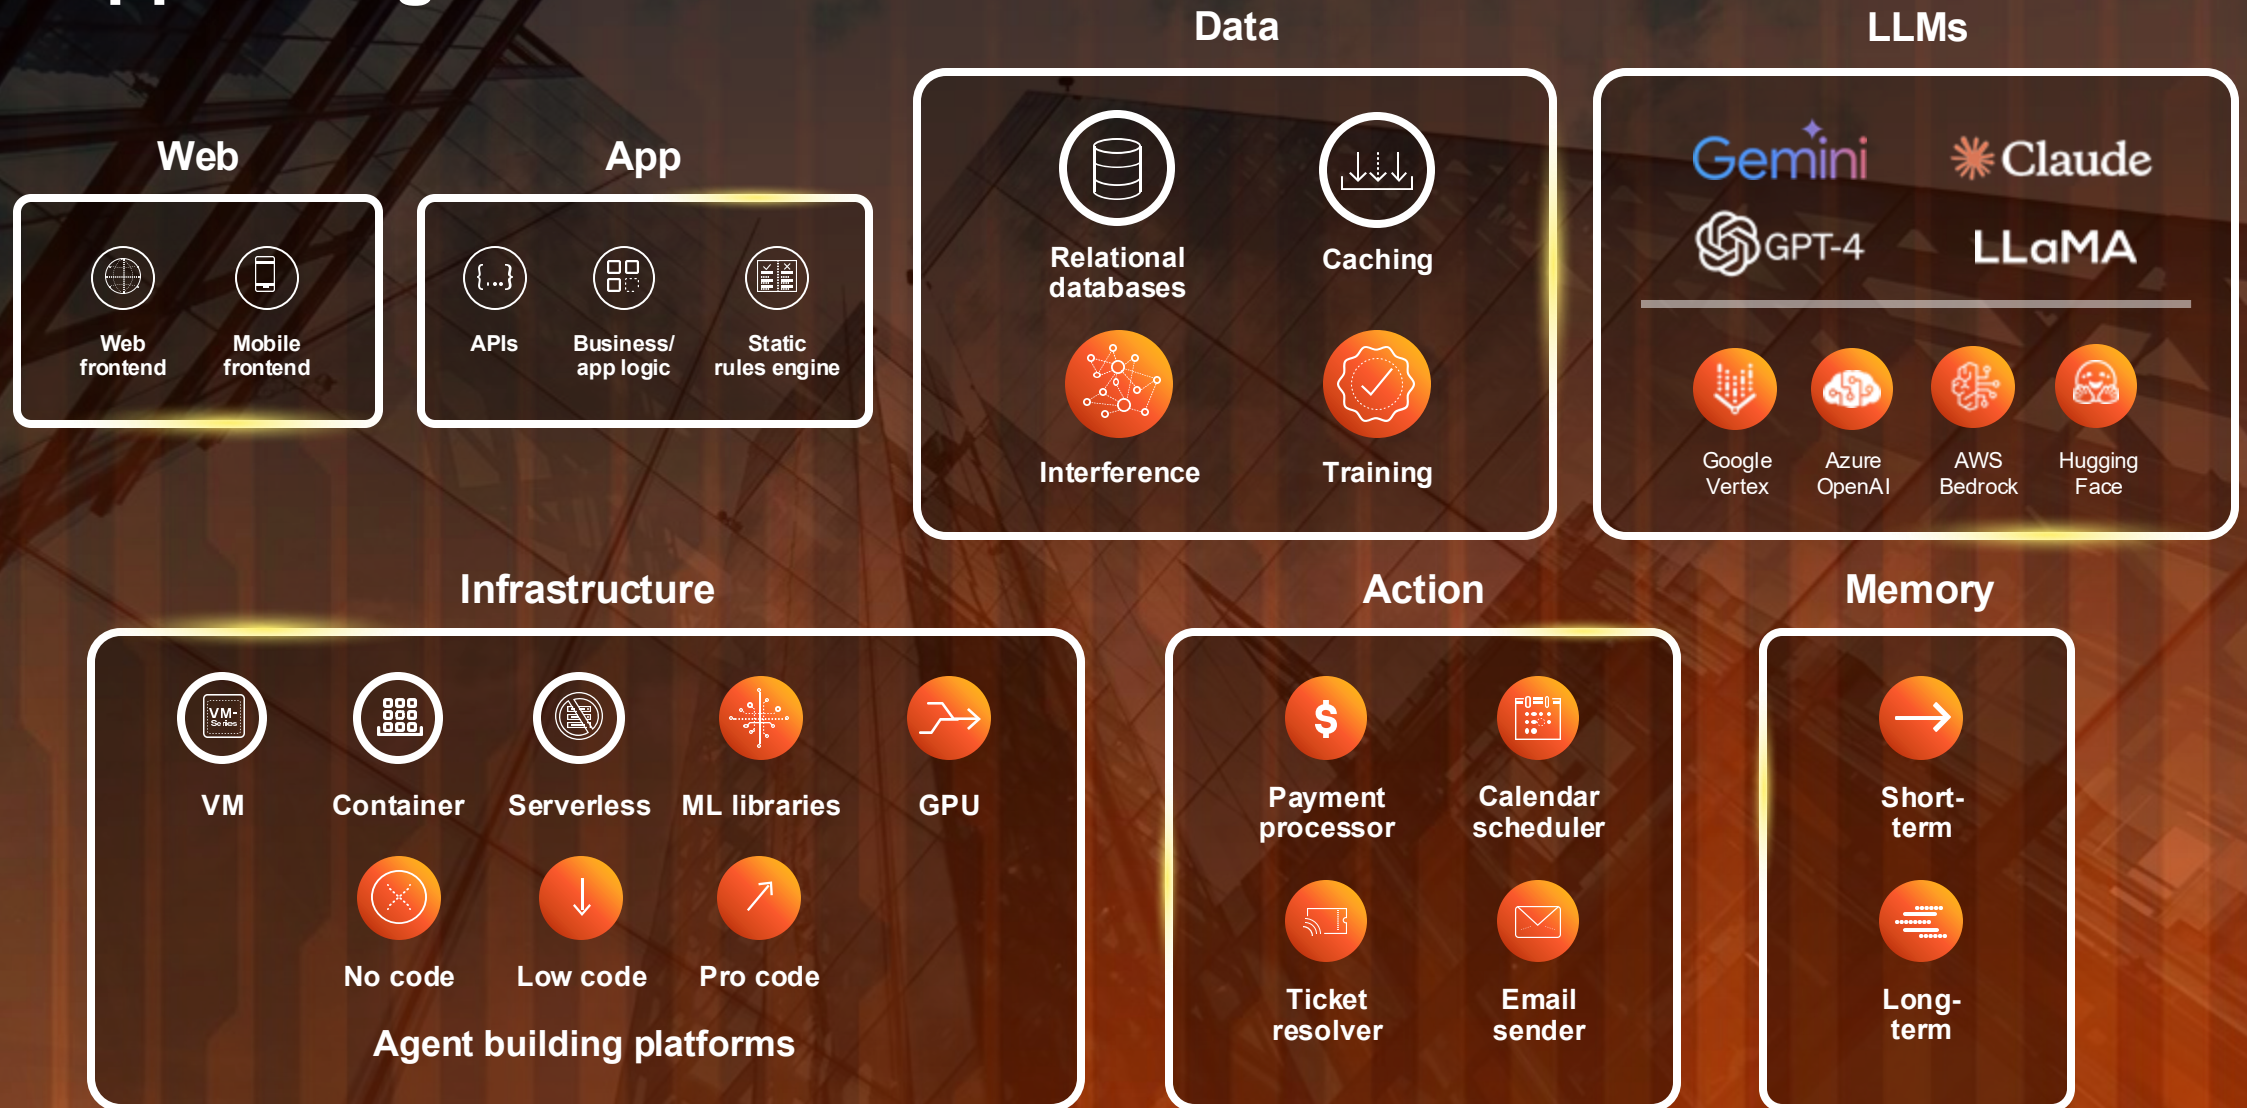 Data
LLMs
Web
App
Web
frontend
Mobile
frontend
{...}
APIs
Business/
app logic
Static
rules engine
Relational
databases
Caching
Interference
Training
Gemini
Claude
GPT-4
LLaMA
Google
Vertex
Azure
OpenAI
AWS
Bedrock
Hugging
Face
Infrastructure
Action
Memory
VM-
Series
VM
Container
Serverless
ML libraries
GPU
No code
Low code
Pro code
Agent building platforms
$
Payment
processor
Calendar
scheduler
Ticket
resolver
Email
sender
Short-
term
Long-
term